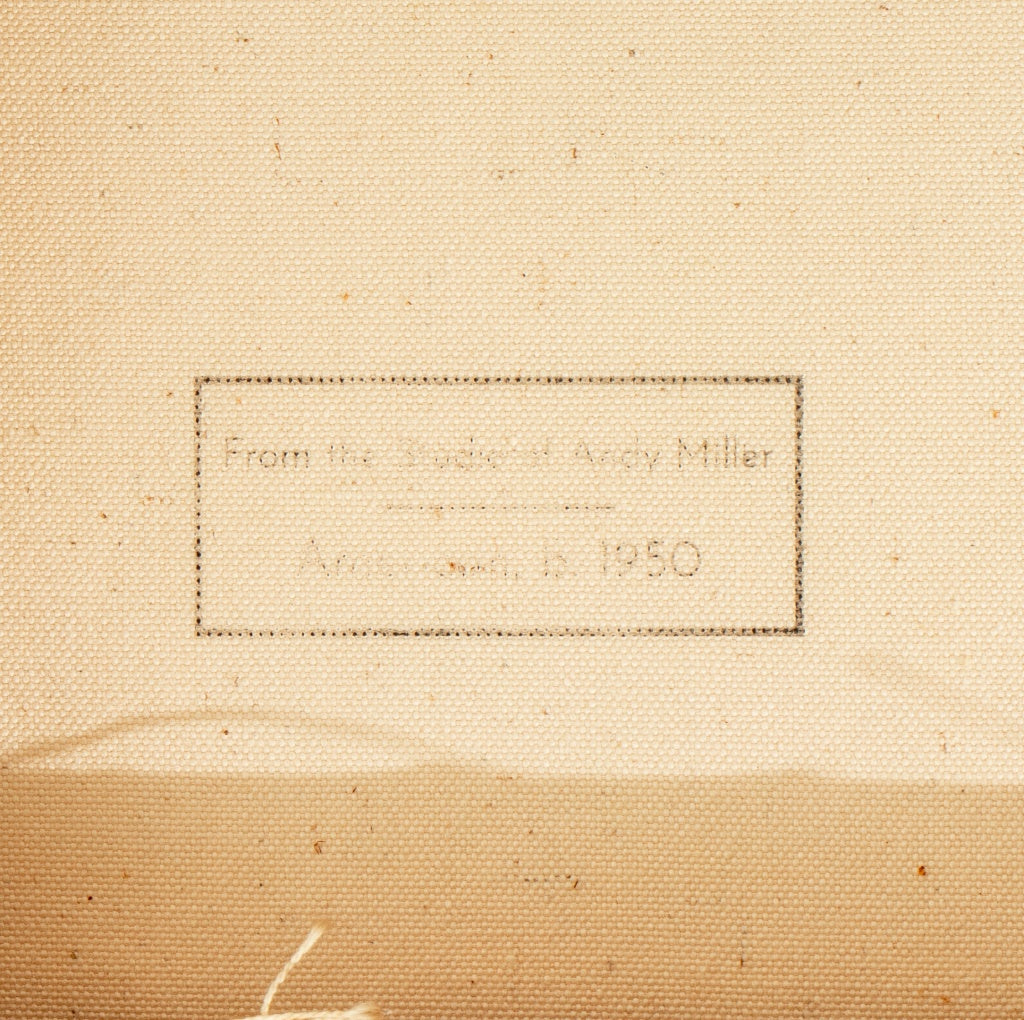 From the Studio of Andy Miller
1950